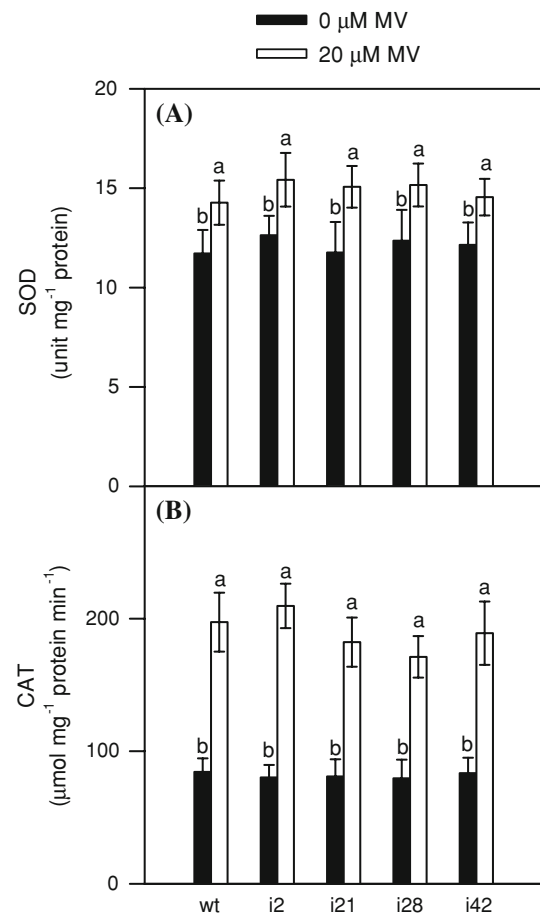 0 μM MV
20 μM MV
(A)
20
15
10
5
0
SOD
(unit mg⁻¹ protein)
b a b a b a b a b a
(B)
200
100
0
CAT
(μmol mg⁻¹ protein min⁻¹)
b a b a b a b a b a
wt i2 i21 i28 i42